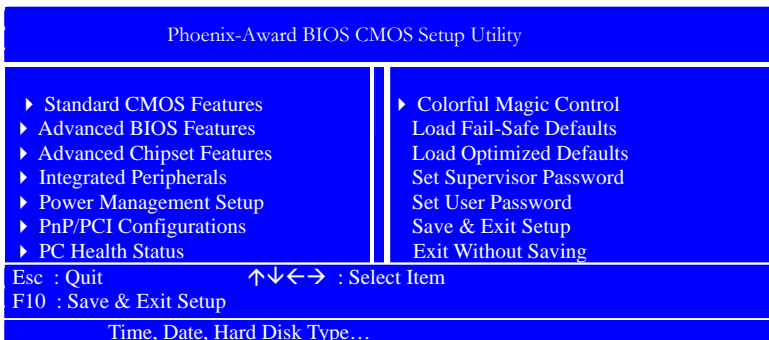 Phoenix-Award BIOS CMOS Setup Utility
Standard CMOS Features
Advanced BIOS Features
Advanced Chipset Features
Integrated Peripherals
Power Management Setup
PnP/PCI Configurations
PC Health Status
Colorful Magic Control
Load Fail-Safe Defaults
Load Optimized Defaults
Set Supervisor Password
Set User Password
Save & Exit Setup
Exit Without Saving
Esc : Quit ↑↓←→ : Select Item
F10 : Save & Exit Setup
Time, Date, Hard Disk Type…